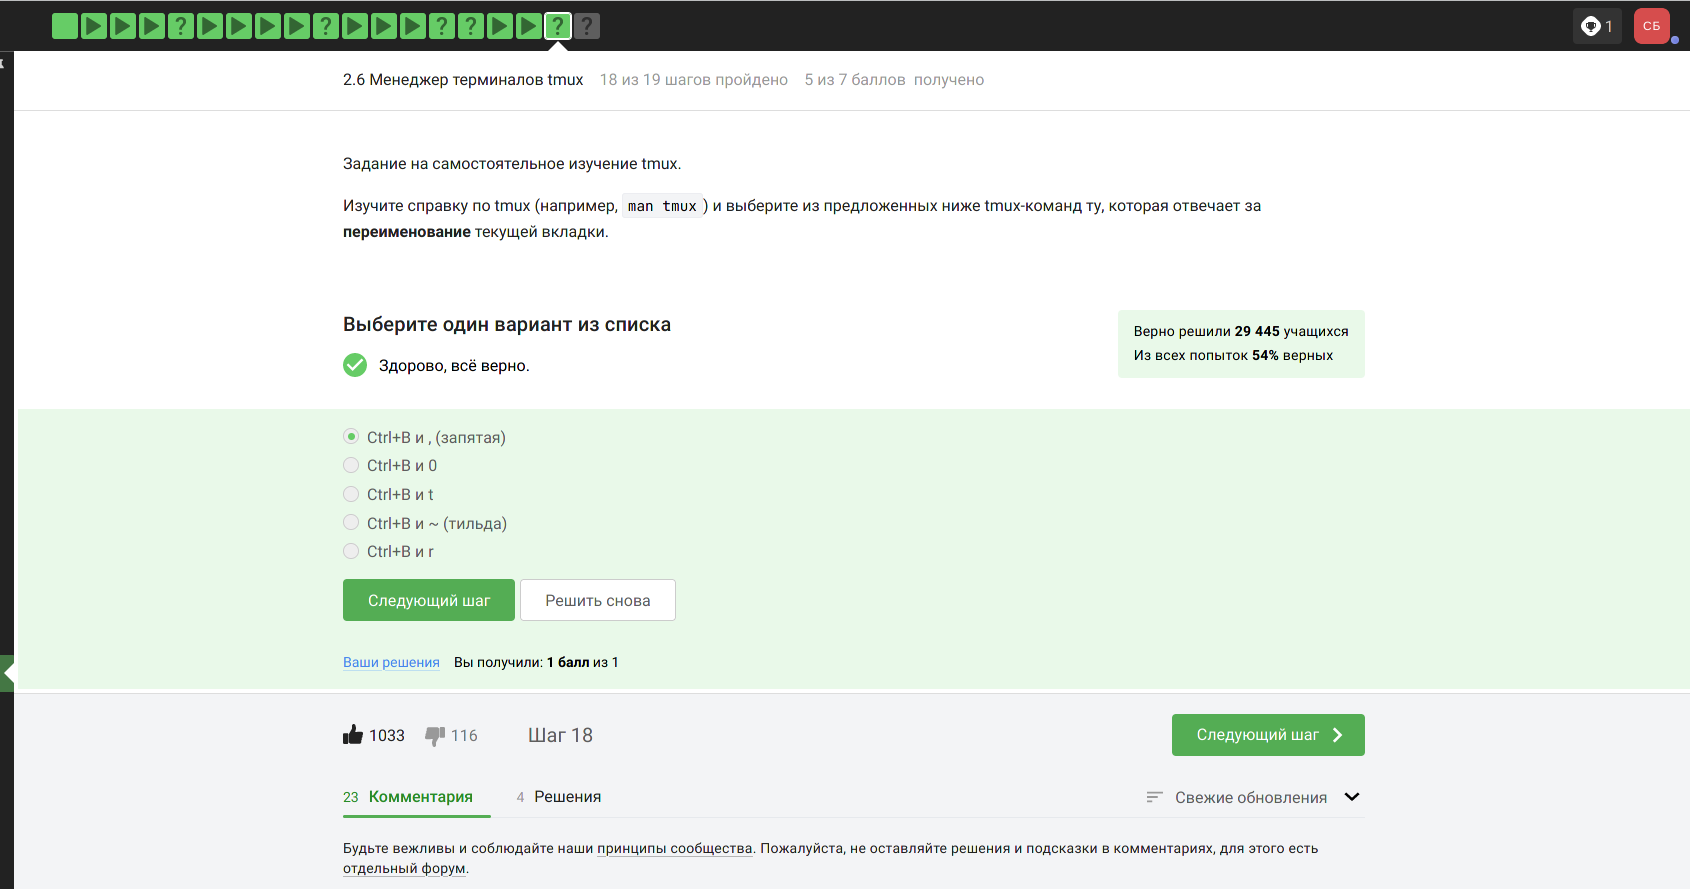 1
СБ
2.6 Менеджер терминалов tmux 18 из 19 шагов пройдено 5 из 7 баллов получено
Задание на самостоятельное изучение tmux.
Изучите справку по tmux (например, man tmux ) и выберите из предложенных ниже tmux-команд ту, которая отвечает за
переименование текущей вкладки.
Выберите один вариант из списка
Здорово, всё верно.
Верно решили 29 445 учащихся
Из всех попыток 54% верных
Ctrl+B и , (запятая)
Ctrl+B и 0
Ctrl+B и t
Ctrl+B и ~ (тильда)
Ctrl+B и r
Следующий шаг
Решить снова
Ваши решения Вы получили: 1 балл из 1
1033
116
Шаг 18
Следующий шаг
23 Комментария
4 Решения
Свежие обновления
Будьте вежливы и соблюдайте наши принципы сообщества. Пожалуйста, не оставляйте решения и подсказки в комментариях, для этого есть
отдельный форум.